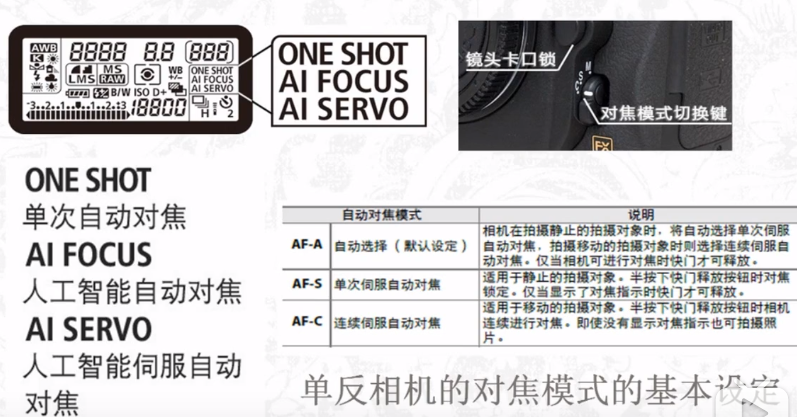 AWB
8888 8.8 (888)
K
LMS
MS
RAW
WB
+/-
ONE SHOT
AI FOCUS
AI SERVO
B/W ISO D+
-3..2..1..0..1..2..3
18800
H
2
ONE SHOT
AI FOCUS
AI SERVO
镜头卡口锁
M
S
对焦模式切换键
ONE SHOT
单次自动对焦
AI FOCUS
人工智能自动对焦
AI SERVO
人工智能伺服自动
对焦
自动对焦模式 说明
AF-A 自动选择（默认设定）
相机在拍摄静止的拍摄对象时，将自动选择单次伺服
自动对焦，拍摄移动的拍摄对象时则选择连续伺服自
动对焦。仅当相机可进行对焦时快门才可释放。
AF-S 单次伺服自动对焦
适用于静止的拍摄对象。半按下快门释放按钮时对焦
锁定。仅当显示了对焦指示时快门才可释放。
AF-C 连续伺服自动对焦
适用于移动的拍摄对象。半按下快门释放按钮时相机
连续进行对焦。即使没有显示对焦指示也可拍摄照
片。
单反相机的对焦模式的基本设定